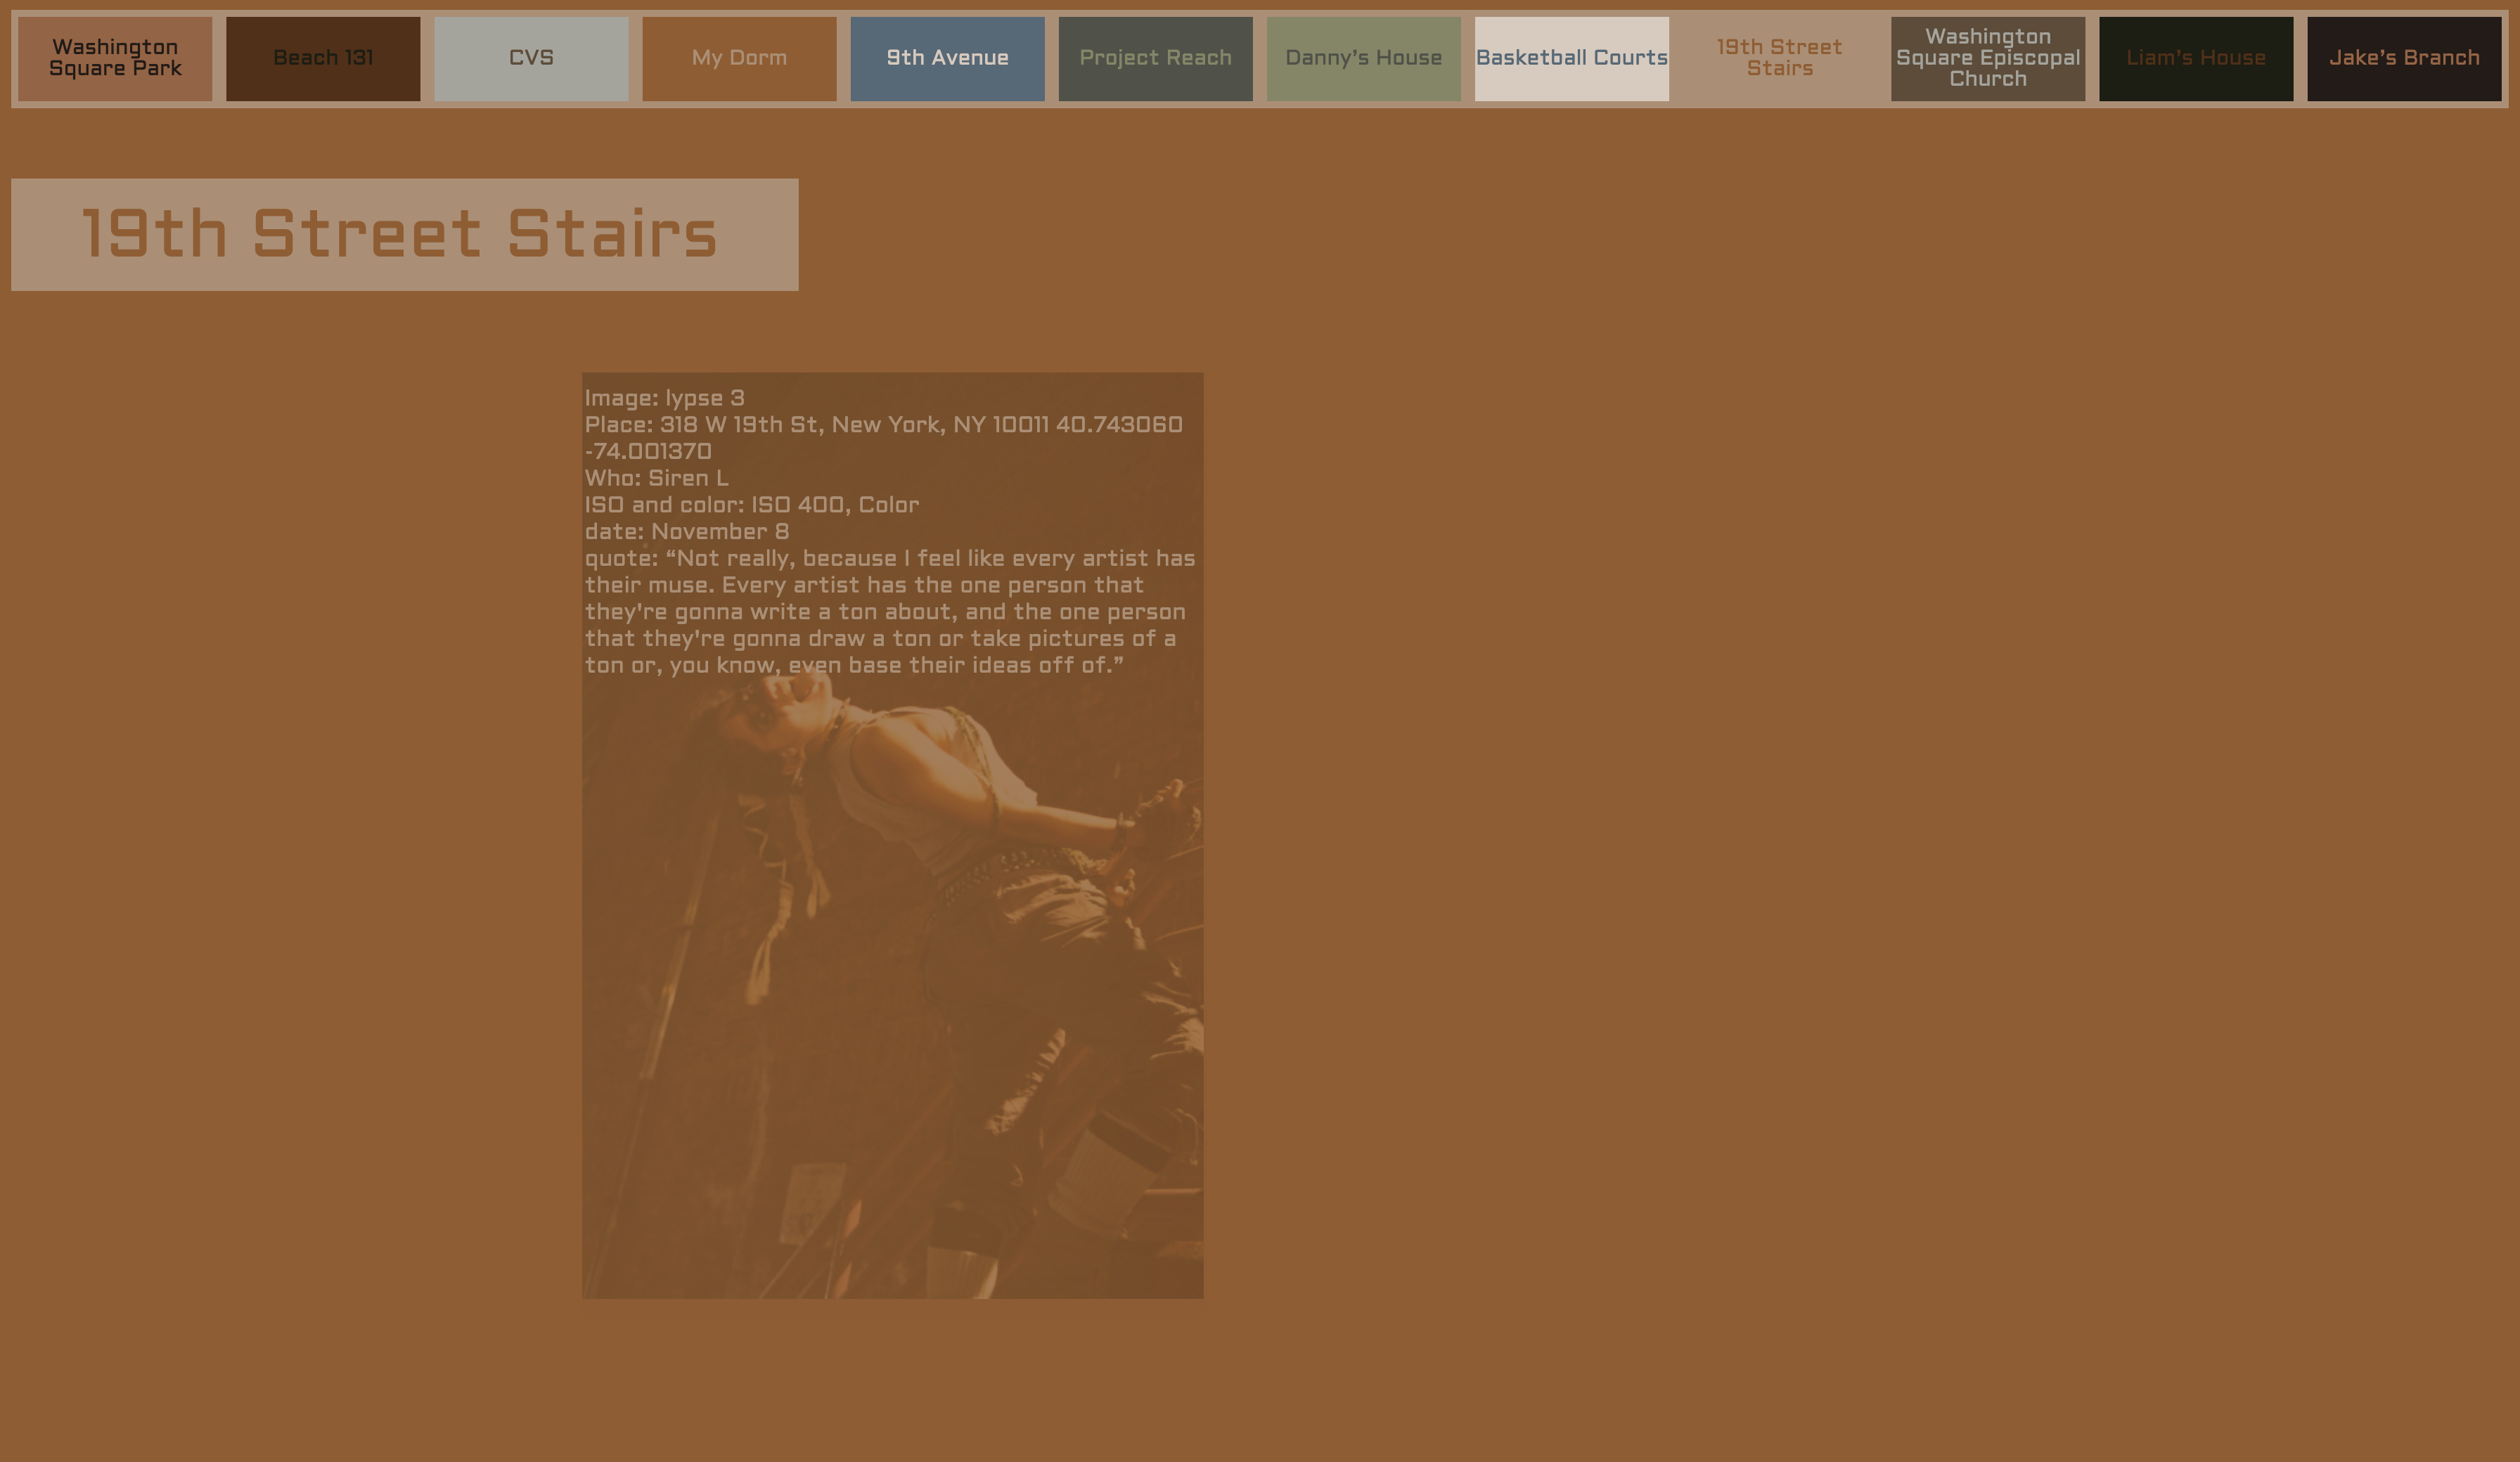 Washington
Square Park
Beach 131
CVS
My Dorm
9th Avenue
Project Reach
Danny's House
Basketball Courts
19th Street
Stairs
Washington
Square Episcopal
Church
Liam's House
Jake's Branch
19th Street Stairs
Image: lypse 3
Place: 318 W 19th St, New York, NY 10011 40.743060
-74.001370
Who: Siren L
ISO and color: ISO 400, Color
date: November 8
quote: “Not really, because I feel like every artist has
their muse. Every artist has the one person that
they're gonna write a ton about, and the one person
that they're gonna draw a ton or take pictures of a
ton or, you know, even base their ideas off of.”